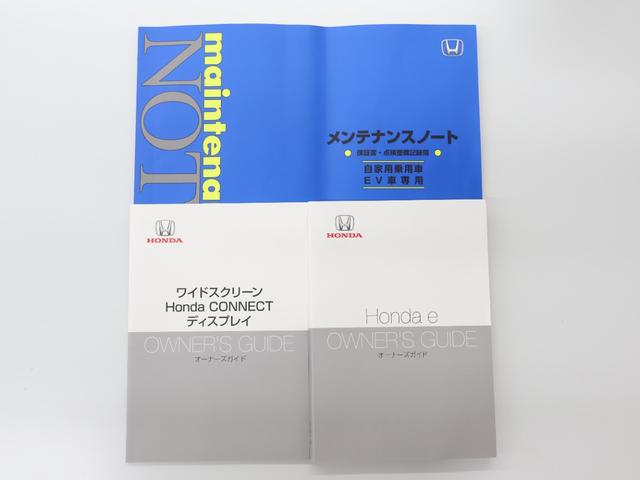 maintena
NOT
メンテナンスノート
保証書・点検整備記録簿
自家用乗用車
EV車専用
HONDA
ワイドスクリーン
Honda CONNECT
ディスプレイ
OWNER'S GUIDE
オーナーズガイド
HONDA
Honda e
OWNER'S GUIDE
オーナーズガイド